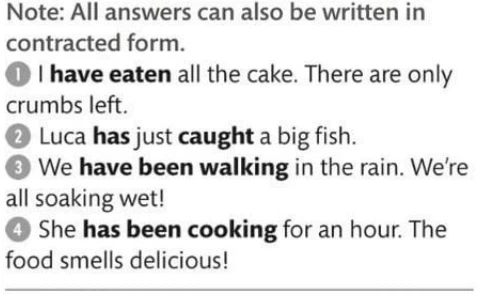 Note: All answers can also be written in
contracted form.
1 I have eaten all the cake. There are only
crumbs left.
2 Luca has just caught a big fish.
3 We have been walking in the rain. We're
all soaking wet!
4 She has been cooking for an hour. The
food smells delicious!